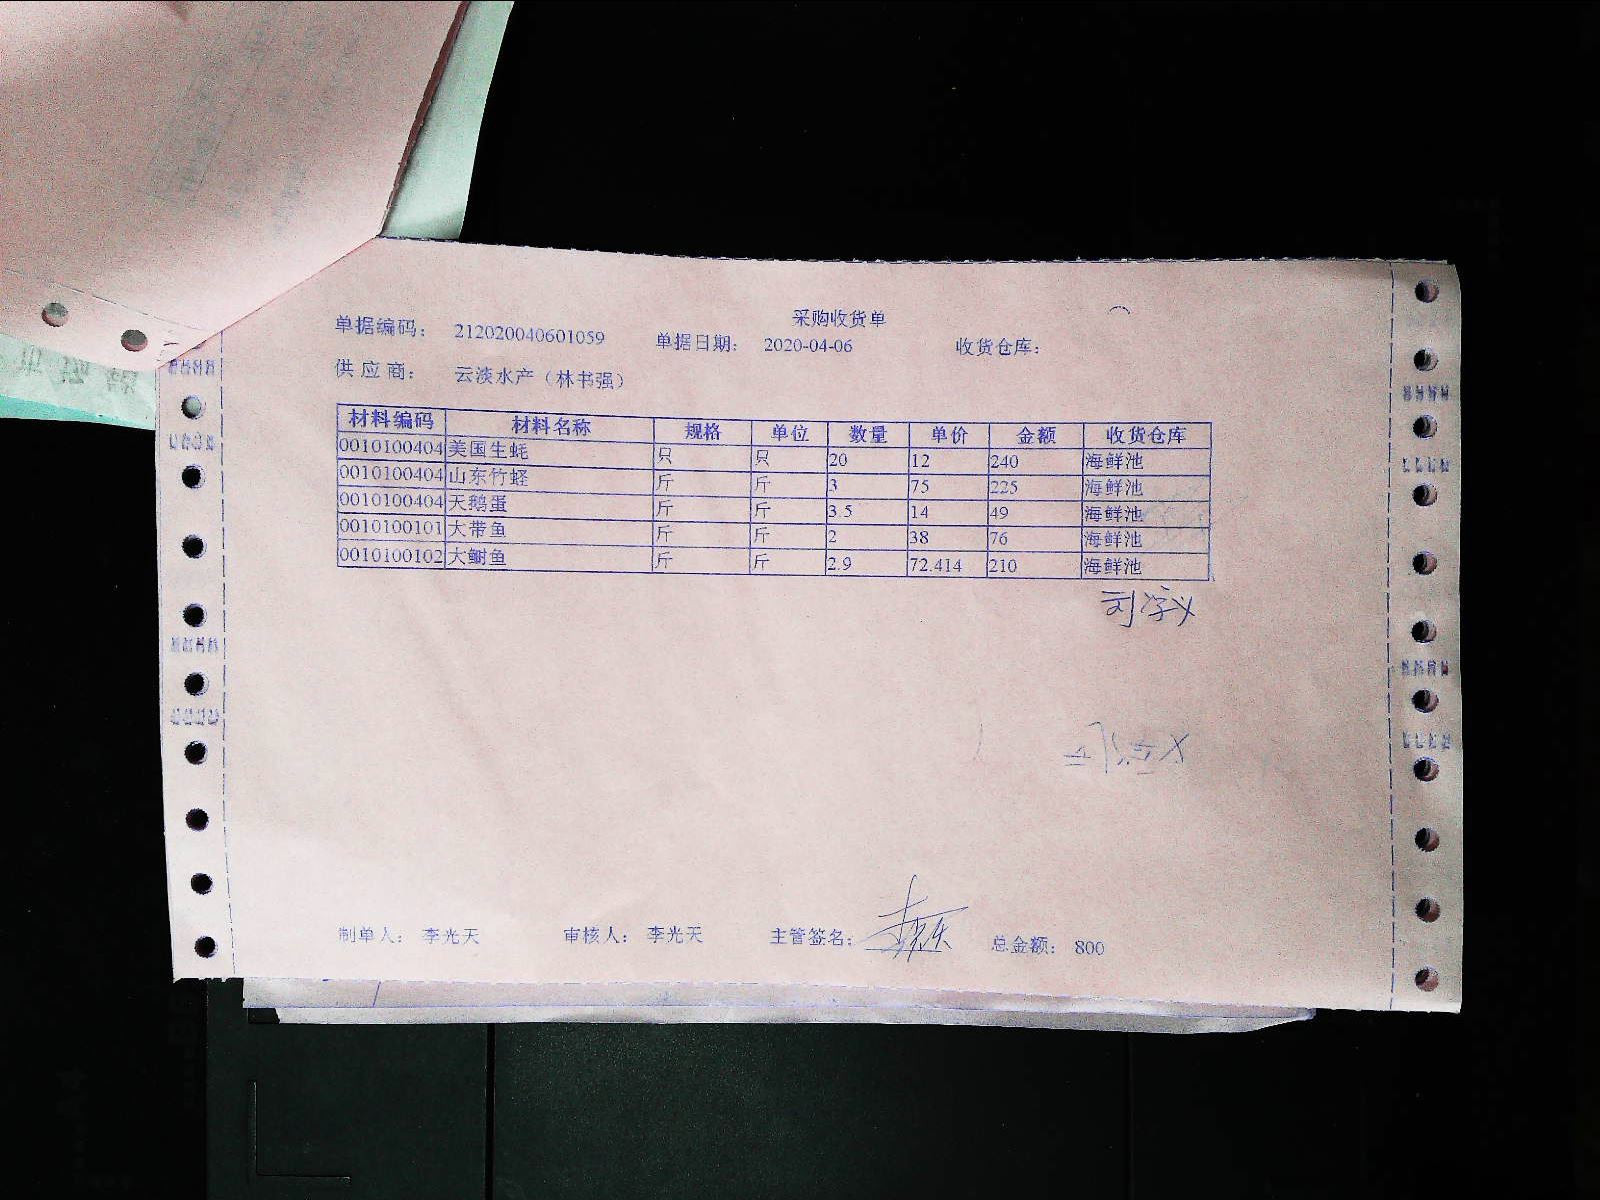 采购收货单
单据编码： 212020040601059 单据日期： 2020-04-06 收货仓库：
供应商： 云淡水产（林书强）
材料编码 材料名称 规格 单位 数量 单价 金额 收货仓库
0010100404 美国生蚝 只 只 20 12 240 海鲜池
0010100404 山东竹蛏 斤 斤 3 75 225 海鲜池
0010100404 天鹅蛋 斤 斤 3.5 14 49 海鲜池
0010100101 大带鱼 斤 斤 2 38 76 海鲜池
0010100102 大鲥鱼 斤 斤 2.9 72.414 210 海鲜池
制单人： 李光天 审核人： 李光天 主管签名： 总金额： 800